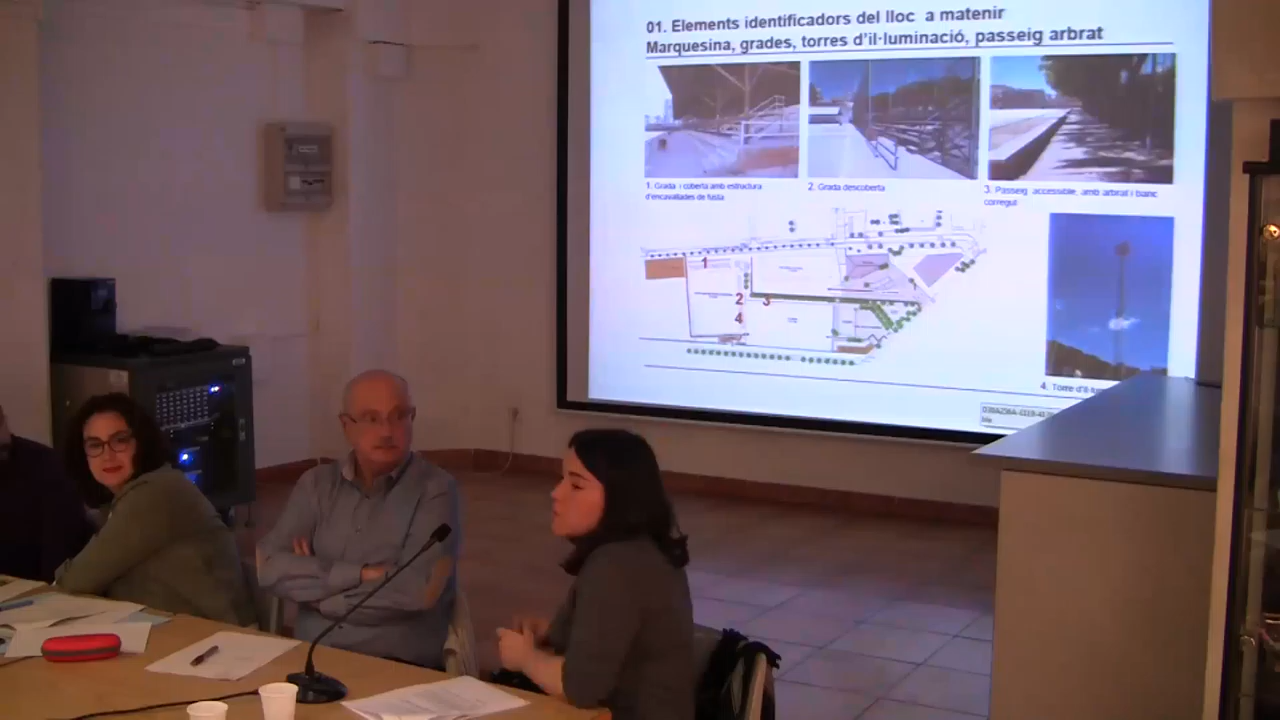 01. Elements identificadors del lloc a matenir
Marquesina, grades, torres d'il·luminació, passeig arbrat
1. Grada i coberta amb estructura
d'encavallades de fusta
2. Grada descoberta
3. Passeig accessible, amb arbrat i banc
corregut
1
2
3
4
4. Torre d'il·